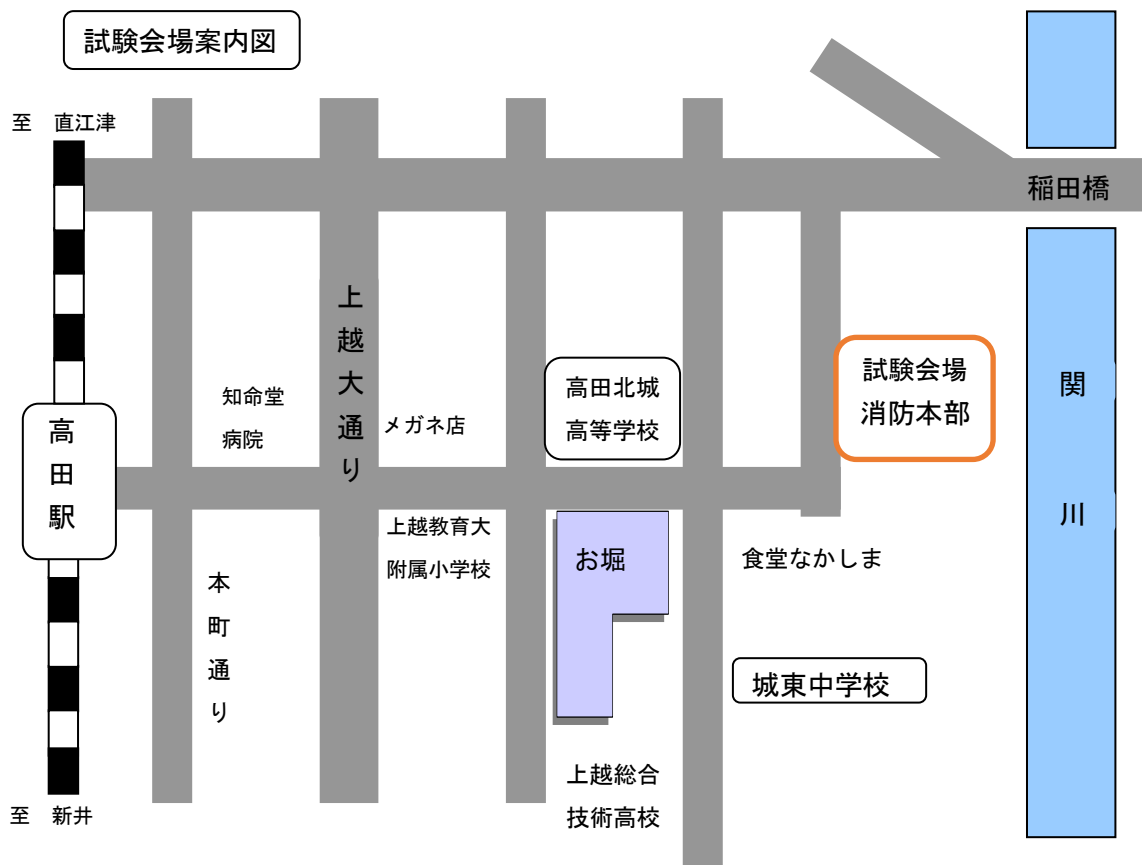 試験会場案内図
至 直江津
稲田橋
上越大通り
試験会場
消防本部
関川
知命堂
病院
メガネ店
高田北城
高等学校
高田駅
上越教育大
附属小学校
お堀
食堂なかしま
本町通り
城東中学校
上越総合
技術高校
至 新井